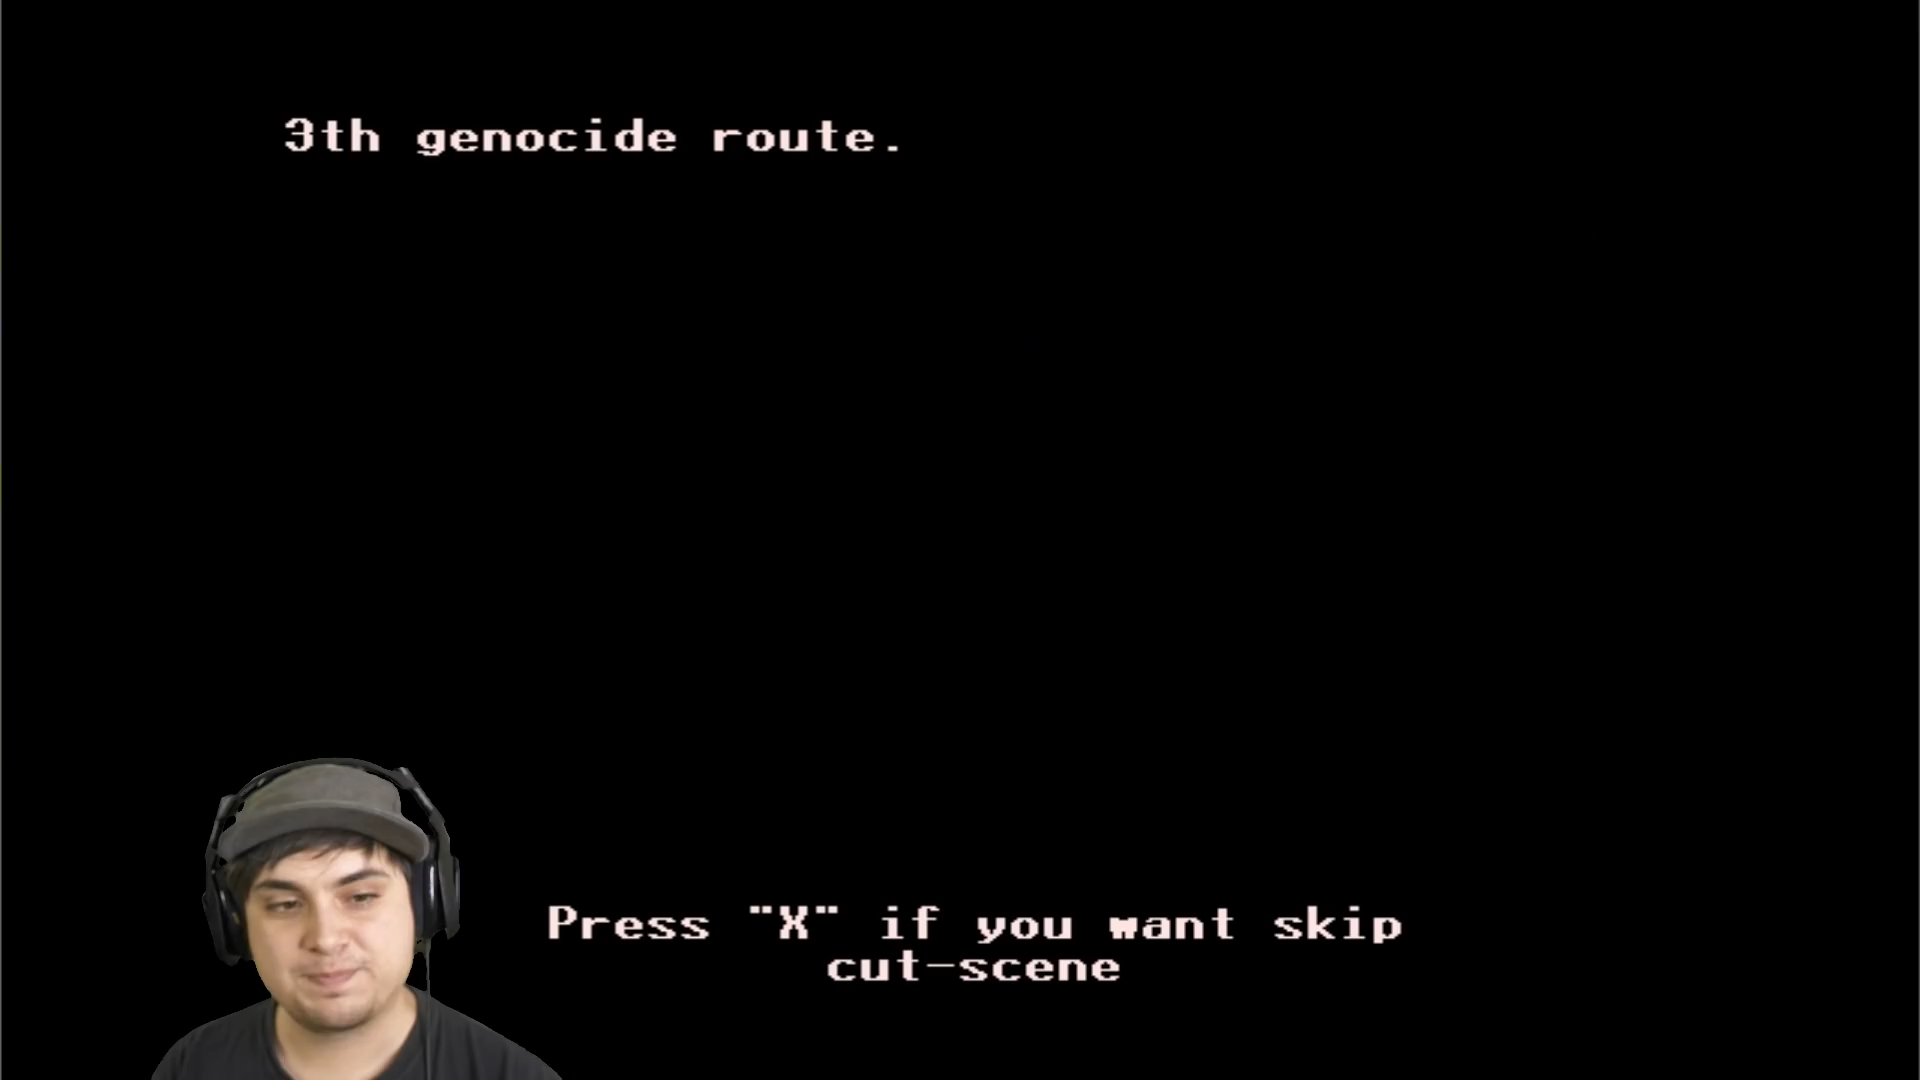 3th genocide route.
Press "X" if you want skip
cut-scene